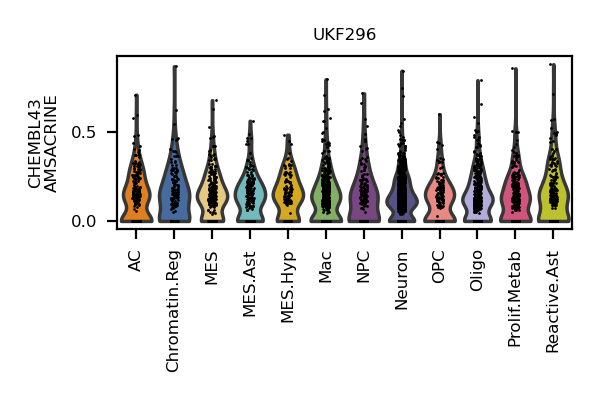 UKF296
CHEMBL43
AMSACRINE
0.5
0.0
AC
Chromatin.Reg
MES
MES.Ast
MES.Hyp
Mac
NPC
Neuron
OPC
Oligo
Prolif.Metab
Reactive.Ast